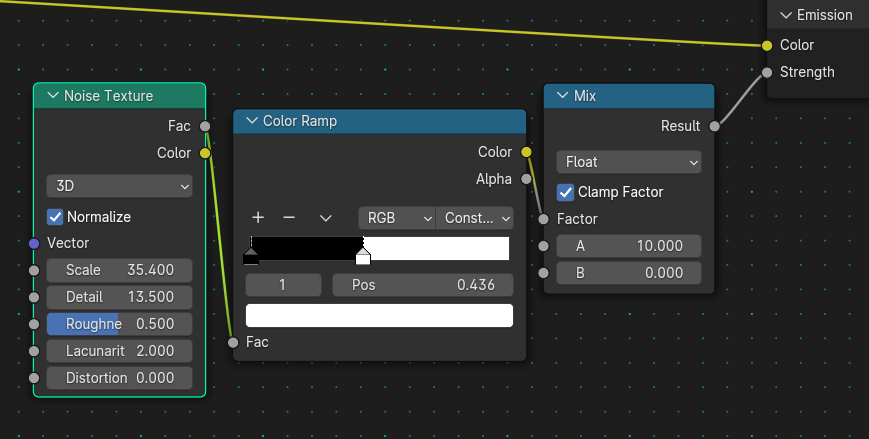 Emission
Color
Strength
Noise Texture
Fac
Color
3D
Normalize
Vector
Scale 35.400
Detail 13.500
Roughne 0.500
Lacunarit 2.000
Distortion 0.000
Color Ramp
Color
Alpha
RGB Const...
1 Pos 0.436
Fac
Mix
Result
Float
Clamp Factor
Factor
A 10.000
B 0.000